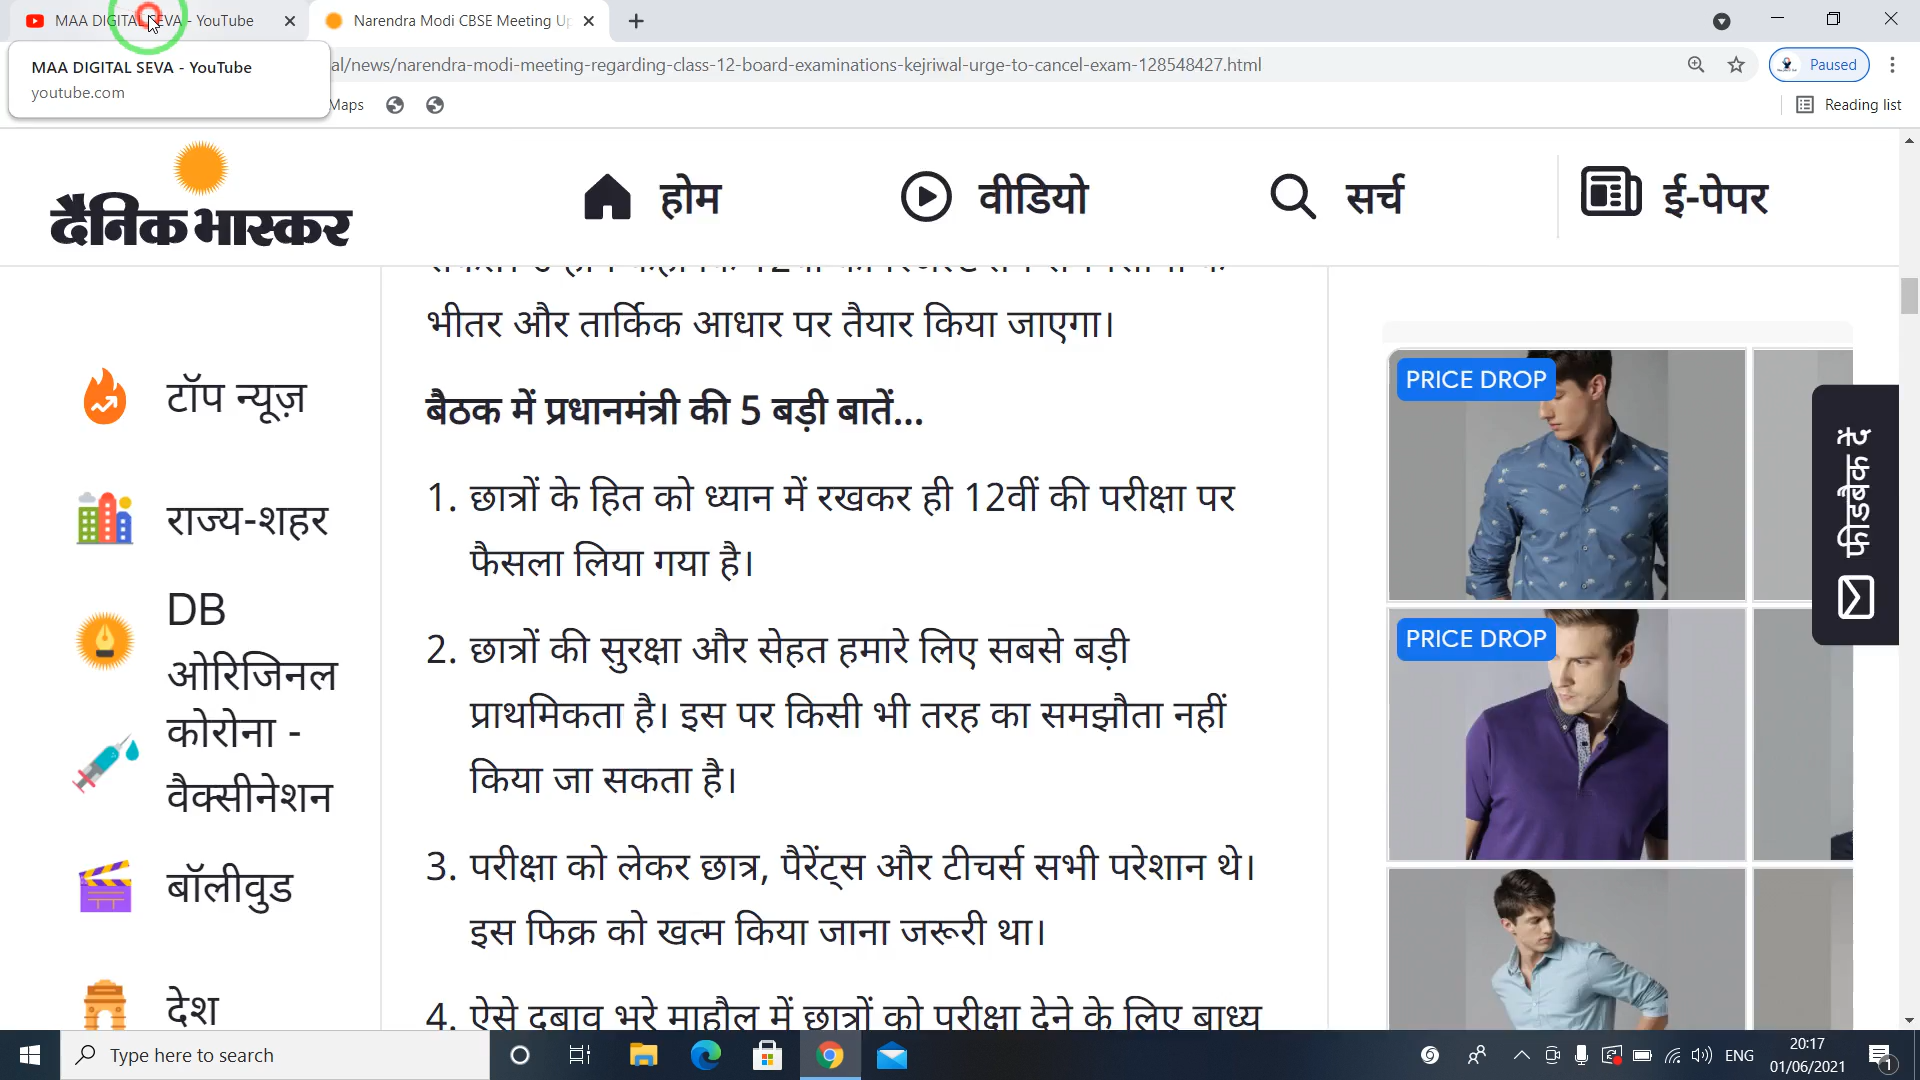 MAA DIGITAL SEVA - YouTube
Narendra Modi CBSE Meeting Up
MAA DIGITAL SEVA - YouTube
youtube.com
al/news/narendra-modi-meeting-regarding-class-12-board-examinations-kejriwal-urge-to-cancel-exam-128548427.html
Paused
Maps
Reading list
दैनिक भास्कर
होम
वीडियो
सर्च
ई-पेपर
भीतर और तार्किक आधार पर तैयार किया जाएगा।
बैठक में प्रधानमंत्री की 5 बड़ी बातें...
1. छात्रों के हित को ध्यान में रखकर ही 12वीं की परीक्षा पर
फैसला लिया गया है।
2. छात्रों की सुरक्षा और सेहत हमारे लिए सबसे बड़ी
प्राथमिकता है। इस पर किसी भी तरह का समझौता नहीं
किया जा सकता है।
3. परीक्षा को लेकर छात्र, पैरेंट्स और टीचर्स सभी परेशान थे।
इस फिक्र को खत्म किया जाना जरूरी था।
4. ऐसे दबाव भरे माहौल में छात्रों को परीक्षा देने के लिए बाध्य
टॉप न्यूज़
राज्य-शहर
DB
ओरिजिनल
कोरोना -
वैक्सीनेशन
बॉलीवुड
देश
PRICE DROP
PRICE DROP
फीडबैक दें
Type here to search
ENG
20:17
01/06/2021
1